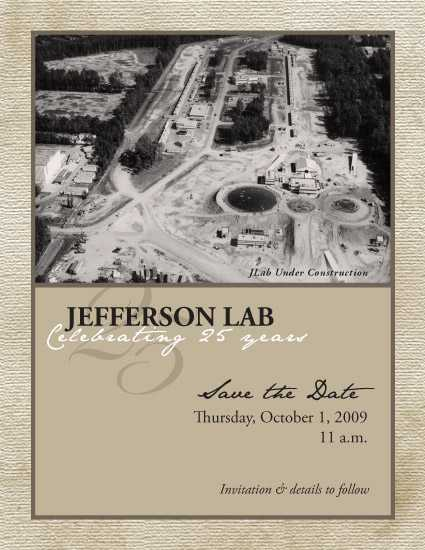 JLab Under Construction
25
JEFFERSON LAB
Celebrating 25 years
Save the Date
Thursday, October 1, 2009
11 a.m.
Invitation & details to follow